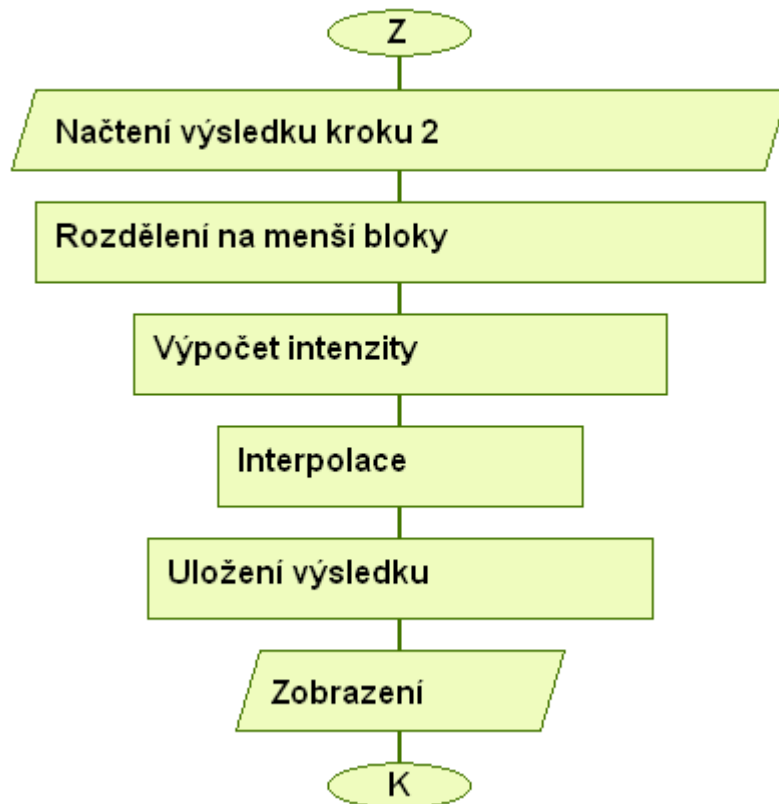 Z
Načtení výsledku kroku 2
Rozdělení na menší bloky
Výpočet intenzity
Interpolace
Uložení výsledku
Zobrazení
K